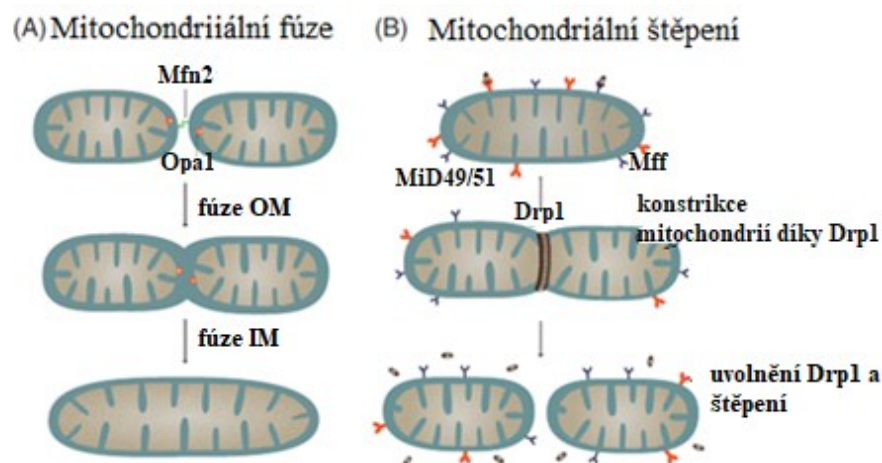 (A) Mitochondriiální fúze
Mfn2
Opa1
fúze OM
fúze IM
(B) Mitochondriální štěpení
MiD49/51
Mff
Drp1
konstrikce
mitochondrií díky Drp1
uvolnění Drp1 a
štěpení